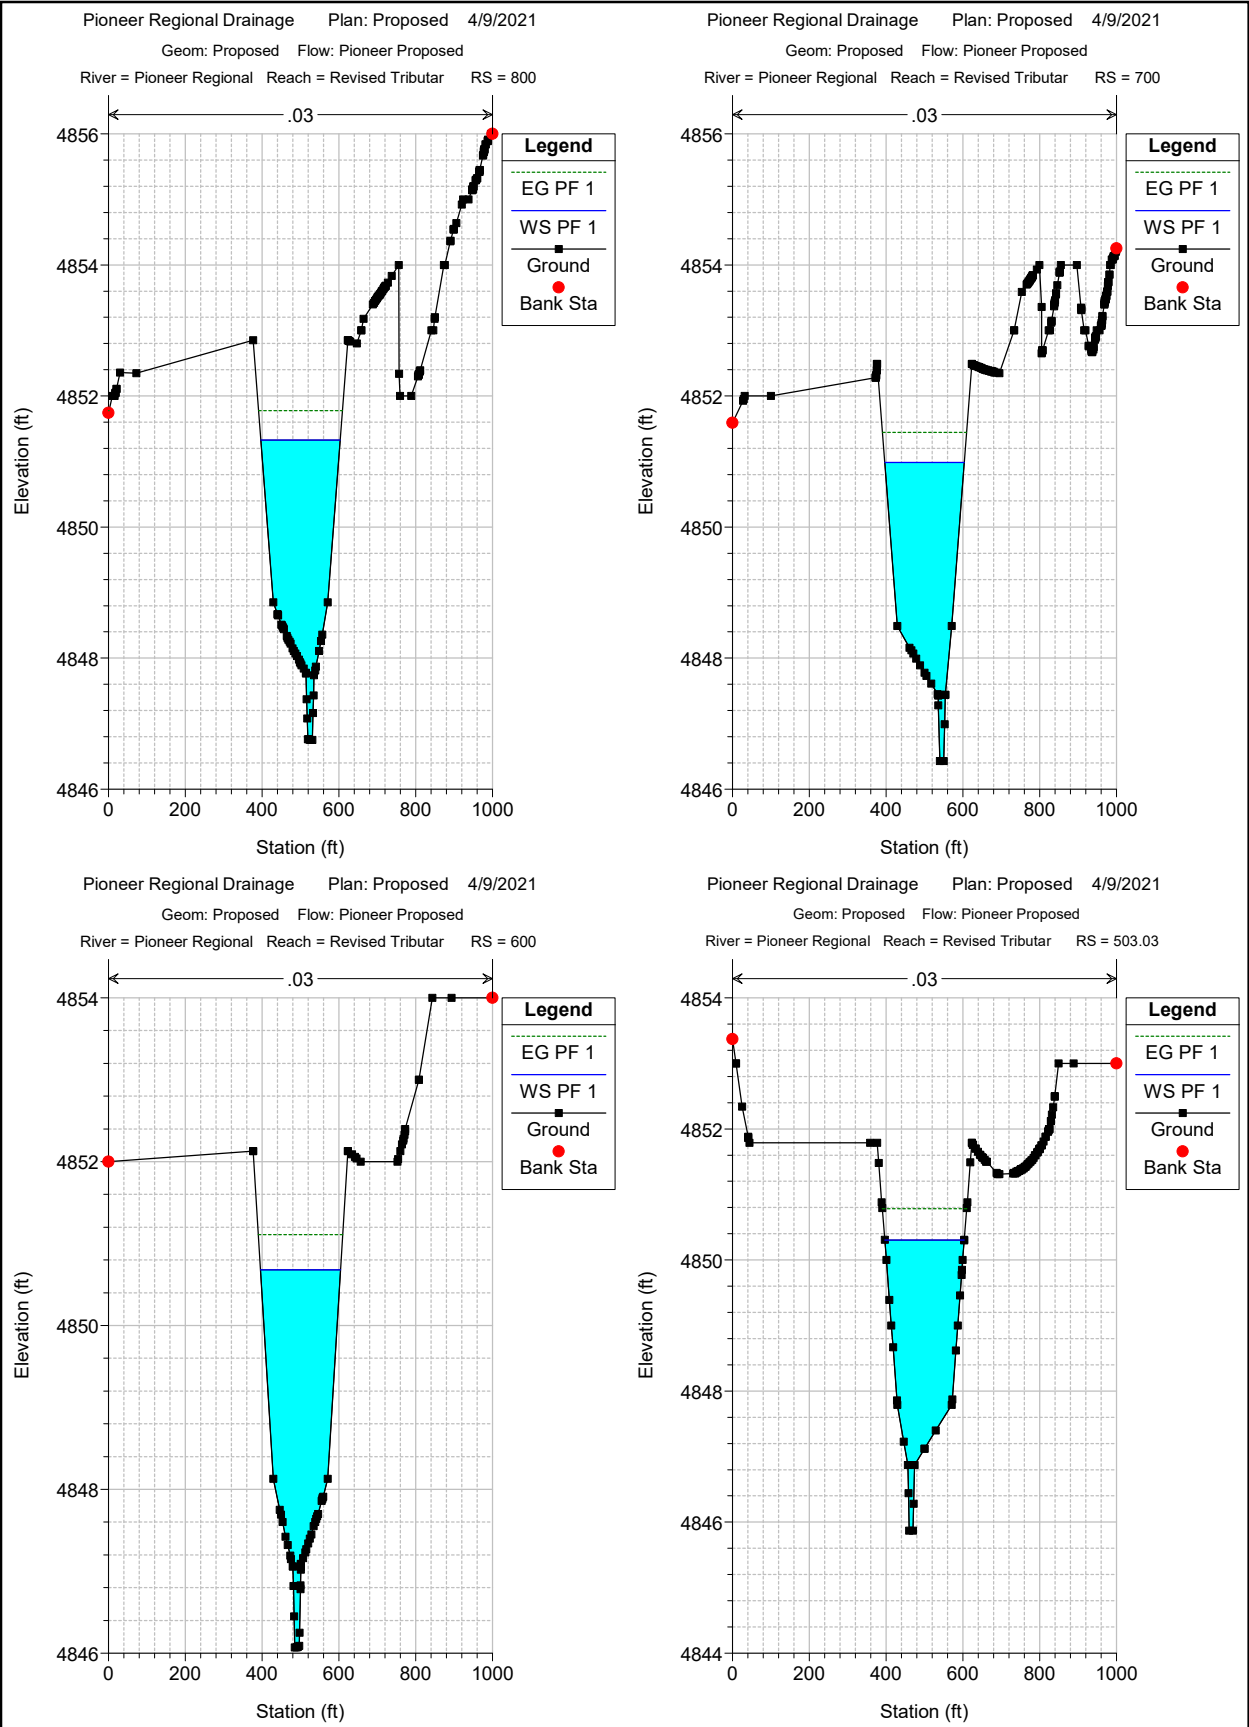 Pioneer Regional Drainage Plan: Proposed 4/9/2021
Geom: Proposed Flow: Pioneer Proposed
River = Pioneer Regional Reach = Revised Tributar RS = 800
.03
4856
4854
4852
4850
4848
4846
Elevation (ft)
0 200 400 600 800 1000
Station (ft)
Legend
EG PF 1
WS PF 1
Ground
Bank Sta
Pioneer Regional Drainage Plan: Proposed 4/9/2021
Geom: Proposed Flow: Pioneer Proposed
River = Pioneer Regional Reach = Revised Tributar RS = 700
.03
4856
4854
4852
4850
4848
4846
Elevation (ft)
0 200 400 600 800 1000
Station (ft)
Legend
EG PF 1
WS PF 1
Ground
Bank Sta
Pioneer Regional Drainage Plan: Proposed 4/9/2021
Geom: Proposed Flow: Pioneer Proposed
River = Pioneer Regional Reach = Revised Tributar RS = 600
.03
4854
4852
4850
4848
4846
Elevation (ft)
0 200 400 600 800 1000
Station (ft)
Legend
EG PF 1
WS PF 1
Ground
Bank Sta
Pioneer Regional Drainage Plan: Proposed 4/9/2021
Geom: Proposed Flow: Pioneer Proposed
River = Pioneer Regional Reach = Revised Tributar RS = 503.03
.03
4854
4852
4850
4848
4846
4844
Elevation (ft)
0 200 400 600 800 1000
Station (ft)
Legend
EG PF 1
WS PF 1
Ground
Bank Sta